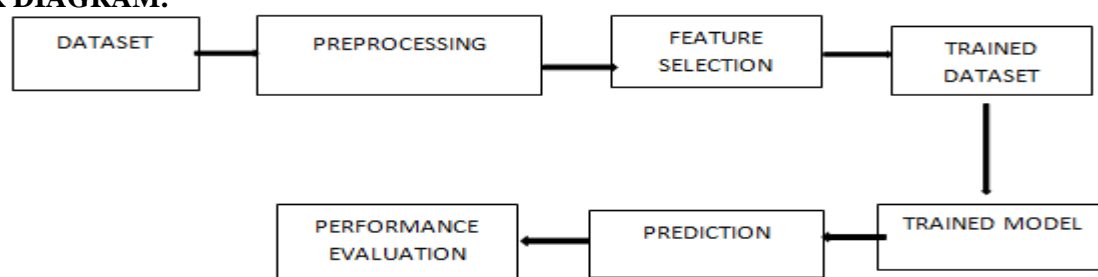 DIAGRAM:
DATASET
PREPROCESSING
FEATURE
SELECTION
TRAINED
DATASET
TRAINED MODEL
PREDICTION
PERFORMANCE
EVALUATION